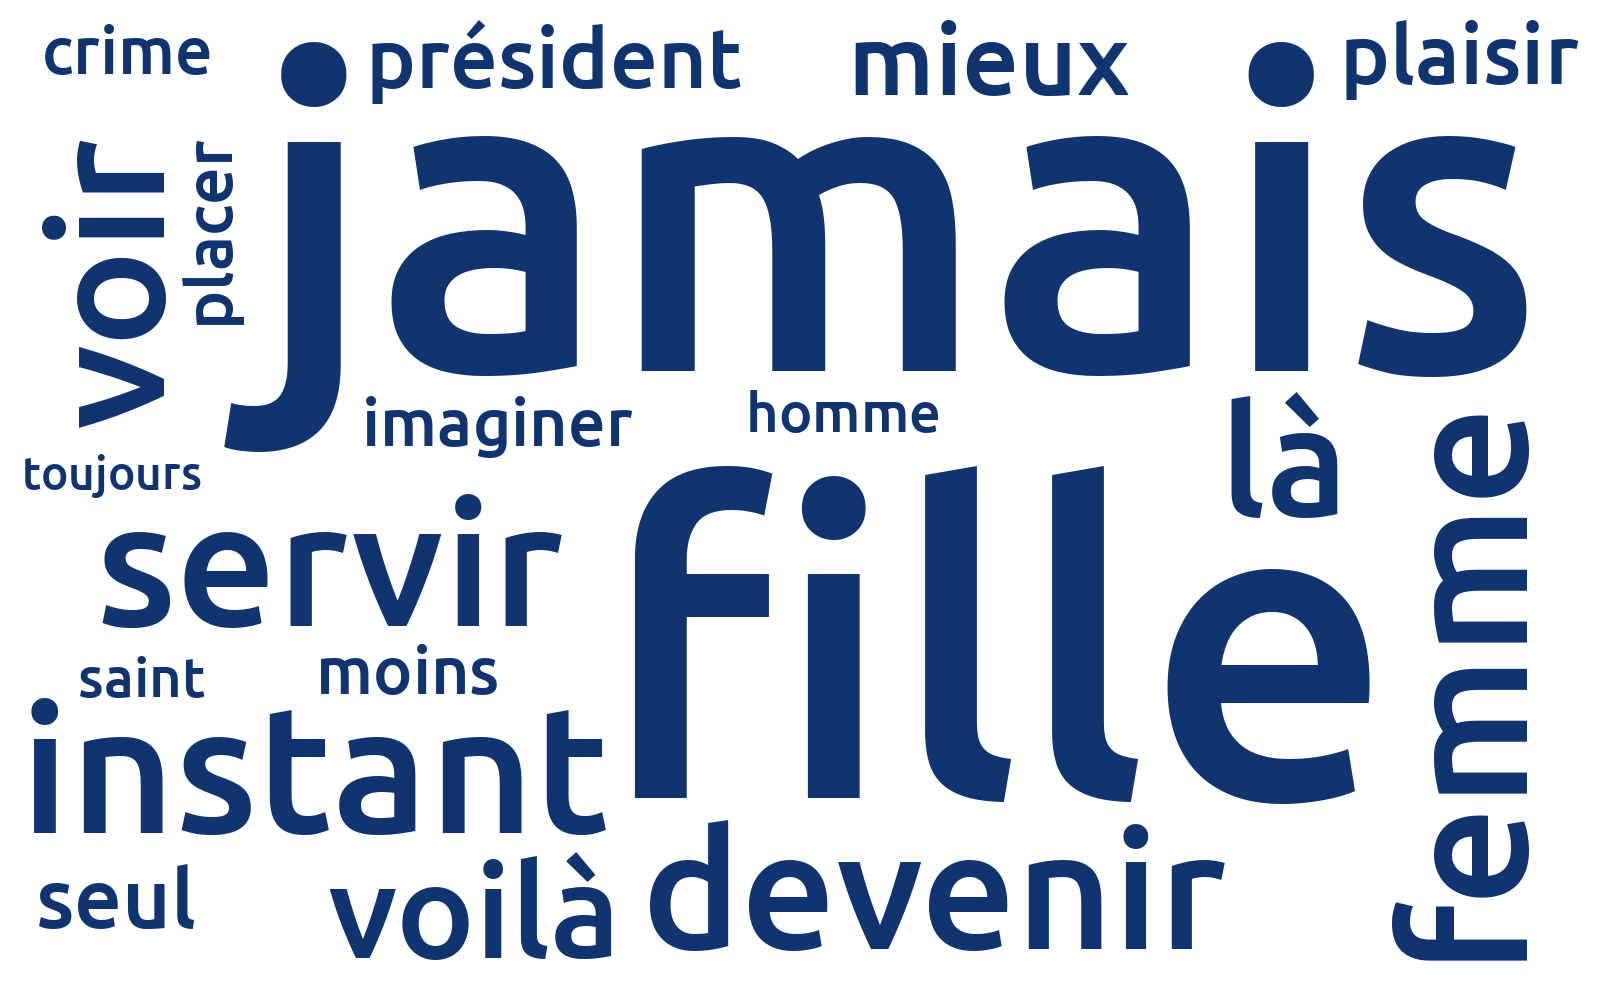 crime
président
mieux
plaisir
jamais
voir
placer
imaginer
homme
là
toujours
femme
servir
fille
saint
moins
instant
seul
voilà
devenir